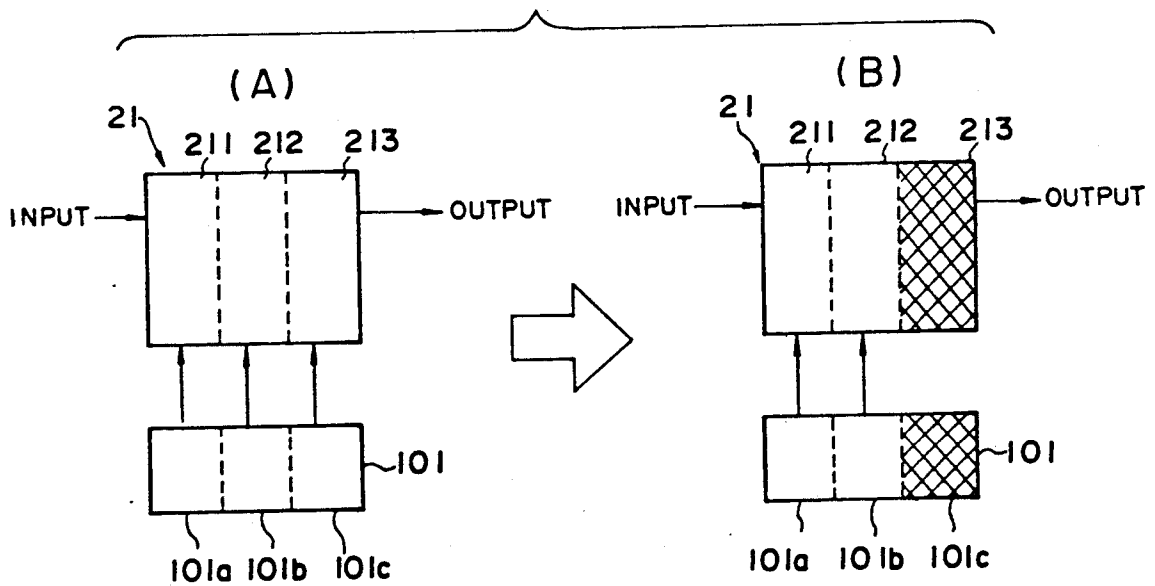 (A) (B)
21 211 212 213 21 211 212 213
INPUT OUTPUT INPUT OUTPUT
101 101
101a 101b 101c 101a 101b 101c